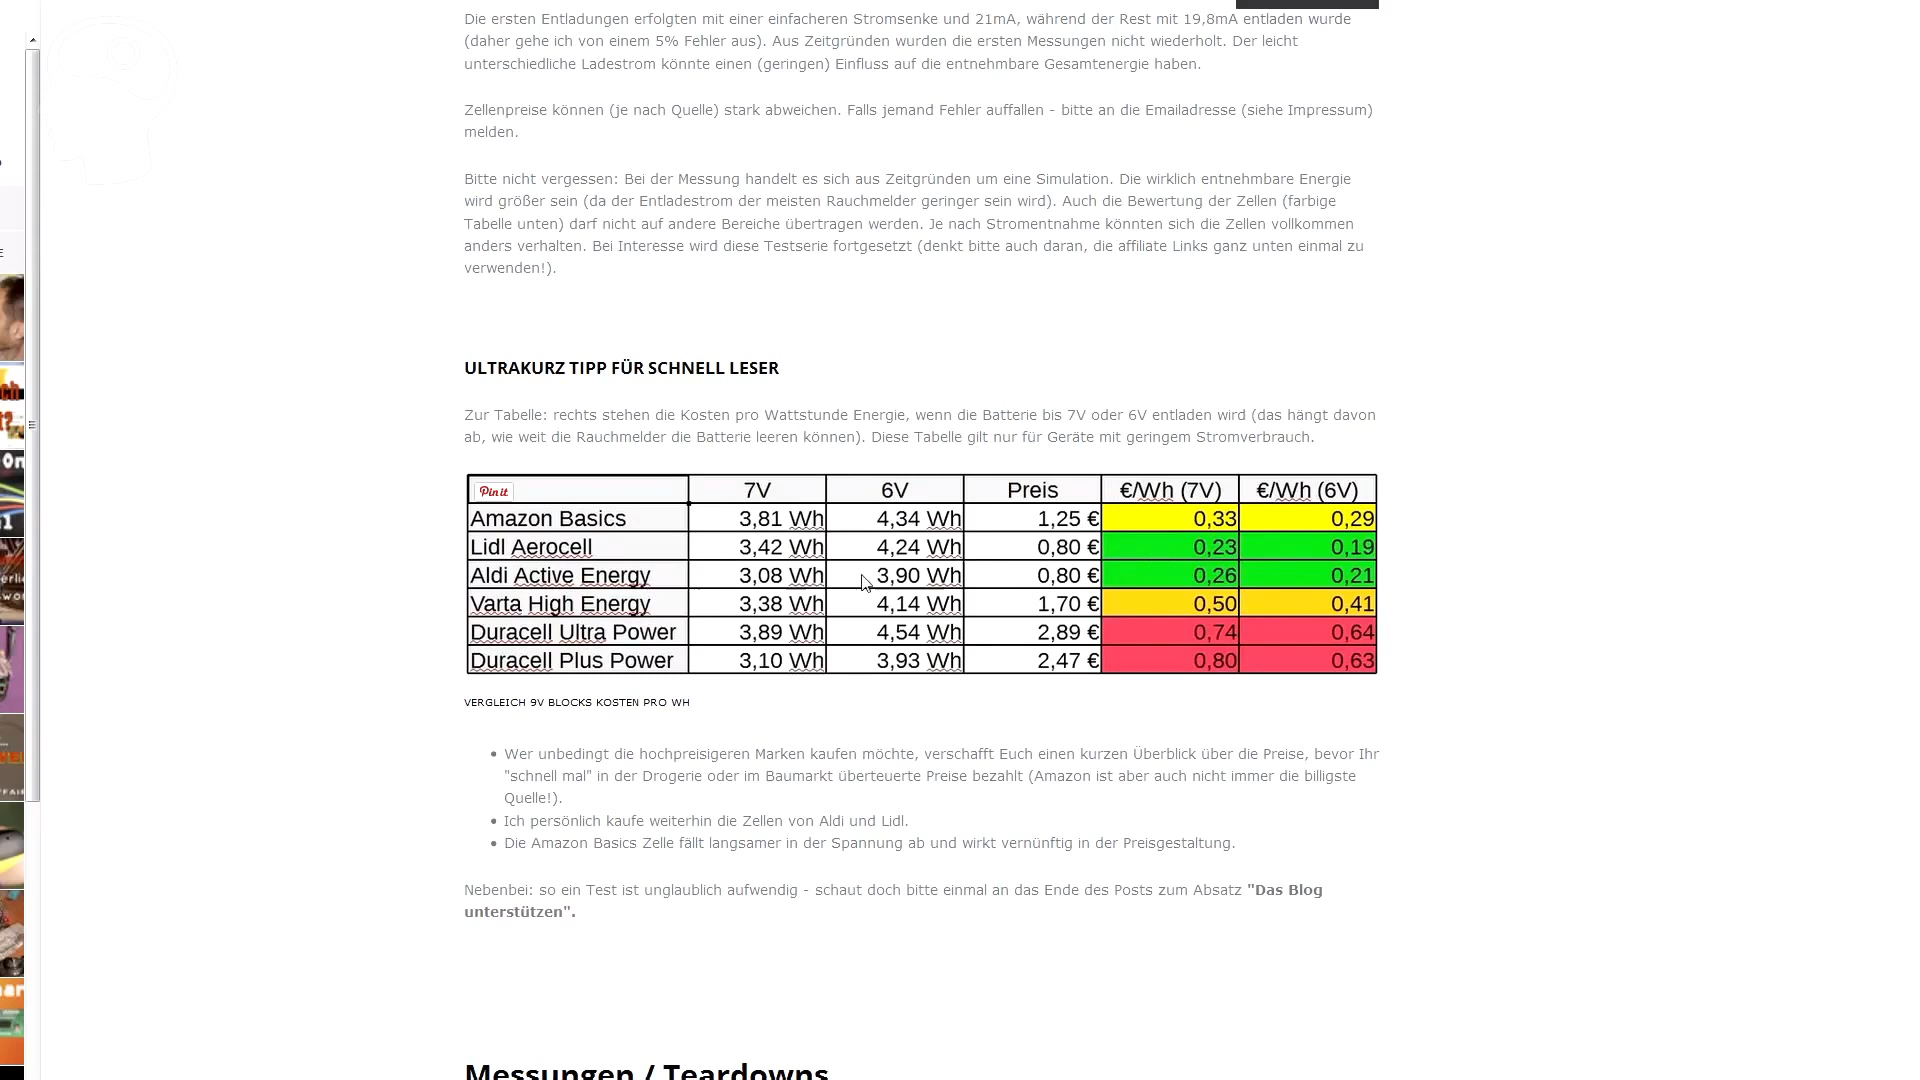 Die ersten Entladungen erfolgten mit einer einfacheren Stromsenke und 21mA, während der Rest mit 19,8mA entladen wurde
(daher gehe ich von einem 5% Fehler aus). Aus Zeitgründen wurden die ersten Messungen nicht wiederholt. Der leicht
unterschiedliche Ladestrom könnte einen (geringen) Einfluss auf die entnehmbare Gesamtenergie haben.
Zellenpreise können (je nach Quelle) stark abweichen. Falls jemand Fehler auffallen - bitte an die Emailadresse (siehe Impressum)
melden.
Bitte nicht vergessen: Bei der Messung handelt es sich aus Zeitgründen um eine Simulation. Die wirklich entnehmbare Energie
wird größer sein (da der Entladestrom der meisten Rauchmelder geringer sein wird). Auch die Bewertung der Zellen (farbige
Tabelle unten) darf nicht auf andere Bereiche übertragen werden. Je nach Stromentnahme könnten sich die Zellen vollkommen
anders verhalten. Bei Interesse wird diese Testserie fortgesetzt (denkt bitte auch daran, die affiliate Links ganz unten einmal zu
verwenden!).
ULTRAKURZ TIPP FÜR SCHNELL LESER
Zur Tabelle: rechts stehen die Kosten pro Wattstunde Energie, wenn die Batterie bis 7V oder 6V entladen wird (das hängt davon
ab, wie weit die Rauchmelder die Batterie leeren können). Diese Tabelle gilt nur für Geräte mit geringem Stromverbrauch.
Pin it 7V 6V Preis €/Wh (7V) €/Wh (6V)
Amazon Basics 3,81 Wh 4,34 Wh 1,25 € 0,33 0,29
Lidl Aerocell 3,42 Wh 4,24 Wh 0,80 € 0,23 0,19
Aldi Active Energy 3,08 Wh 3,90 Wh 0,80 € 0,26 0,21
Varta High Energy 3,38 Wh 4,14 Wh 1,70 € 0,50 0,41
Duracell Ultra Power 3,89 Wh 4,54 Wh 2,89 € 0,74 0,64
Duracell Plus Power 3,10 Wh 3,93 Wh 2,47 € 0,80 0,63
VERGLEICH 9V BLOCKS KOSTEN PRO WH
• Wer unbedingt die hochpreisigeren Marken kaufen möchte, verschafft Euch einen kurzen Überblick über die Preise, bevor Ihr
"schnell mal" in der Drogerie oder im Baumarkt überteuerte Preise bezahlt (Amazon ist aber auch nicht immer die billigste
Quelle!).
• Ich persönlich kaufe weiterhin die Zellen von Aldi und Lidl.
• Die Amazon Basics Zelle fällt langsamer in der Spannung ab und wirkt vernünftig in der Preisgestaltung.
Nebenbei: so ein Test ist unglaublich aufwendig - schaut doch bitte einmal an das Ende des Posts zum Absatz "Das Blog
unterstützen".
Messungen / Teardowns